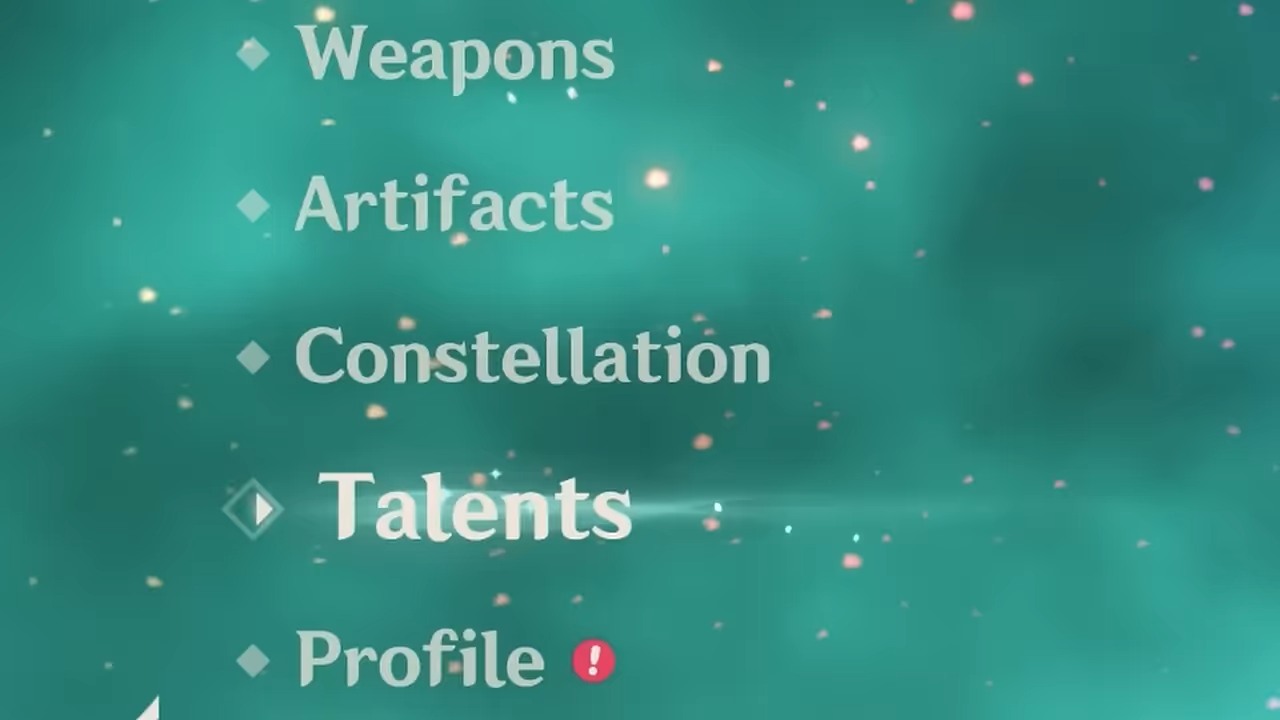 Weapons
Artifacts
Constellation
Talents
Profile !